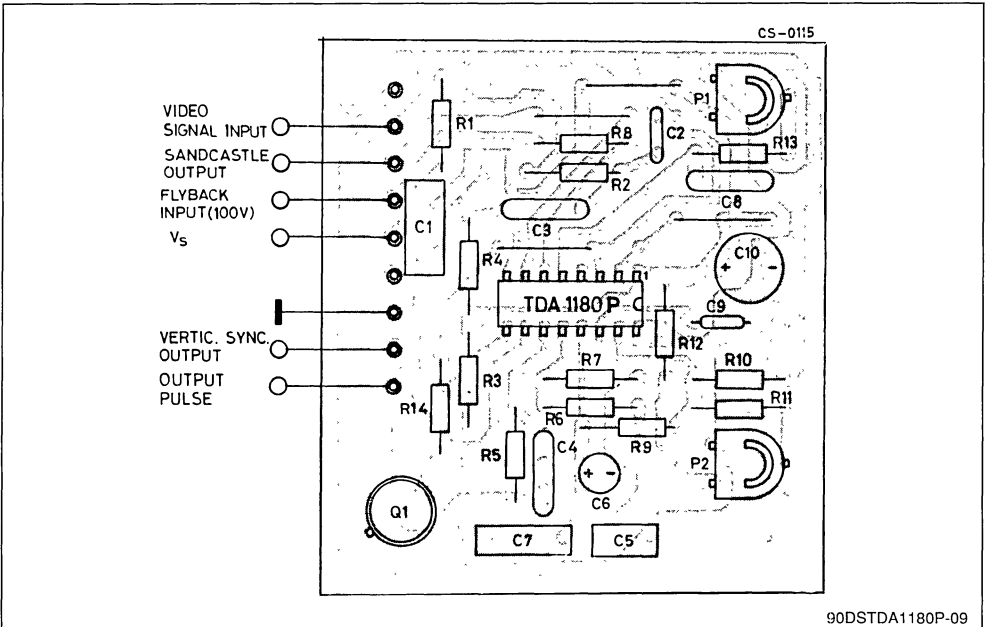 CS-0115
P1
VIDEO
SIGNAL INPUT
R1
R8
C2
R13
SANDCASTLE
OUTPUT
R2
FLYBACK
INPUT(100V)
C1
C3
C8
Vs
R4
C10
+ -
1
TDA 1180 P
C9
VERTIC. SYNC.
OUTPUT
R12
OUTPUT
PULSE
R3
R7
R10
R14
R6
R11
R5
C4
R9
P2
+ -
C6
Q1
C7
C5
90DSTDA1180P-09